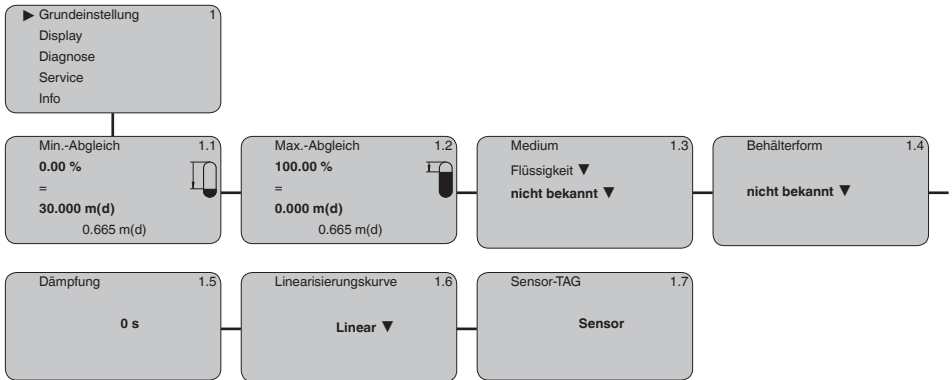 ▶ Grundeinstellung 1
Display
Diagnose
Service
Info
Min.-Abgleich 1.1
0.00 %
=
30.000 m(d)
0.665 m(d)
Max.-Abgleich 1.2
100.00 %
=
0.000 m(d)
0.665 m(d)
Medium 1.3
Flüssigkeit ▼
nicht bekannt ▼
Behälterform 1.4
nicht bekannt ▼
Dämpfung 1.5
0 s
Linearisierungskurve 1.6
Linear ▼
Sensor-TAG 1.7
Sensor